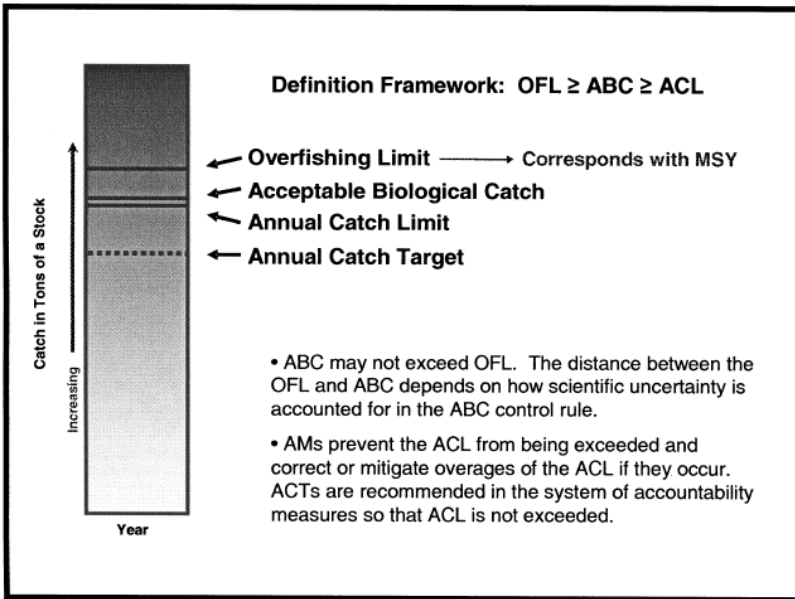 Definition Framework: OFL ≥ ABC ≥ ACL
Overfishing Limit
Corresponds with MSY
Acceptable Biological Catch
Annual Catch Limit
Annual Catch Target
Catch in Tons of a Stock
Increasing
Year
• ABC may not exceed OFL. The distance between the
OFL and ABC depends on how scientific uncertainty is
accounted for in the ABC control rule.
• AMs prevent the ACL from being exceeded and
correct or mitigate overages of the ACL if they occur.
ACTs are recommended in the system of accountability
measures so that ACL is not exceeded.